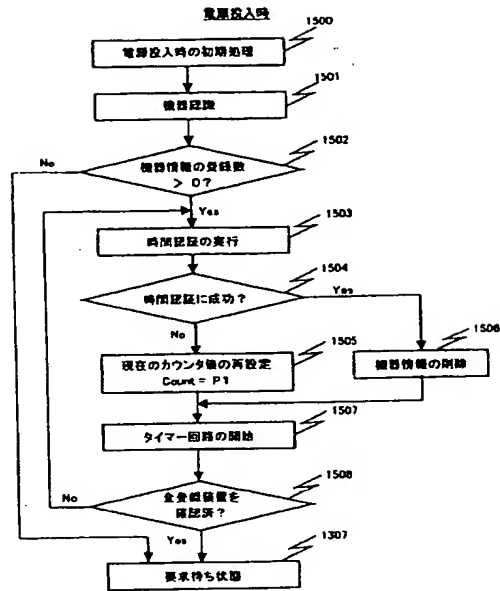 電源投入時
1500
電源投入時の初期処理
1501
機器認識
1502
機器情報の登録数
> 0?
No
Yes
1503
時間認証の実行
1504
時間認証に成功?
Yes
No
1505
現在のカウンタ値の再設定
Count = P1
1506
機器情報の削除
1507
タイマー回路の開始
1508
全登録装置を
確認済?
No
Yes
1307
要求待ち状態